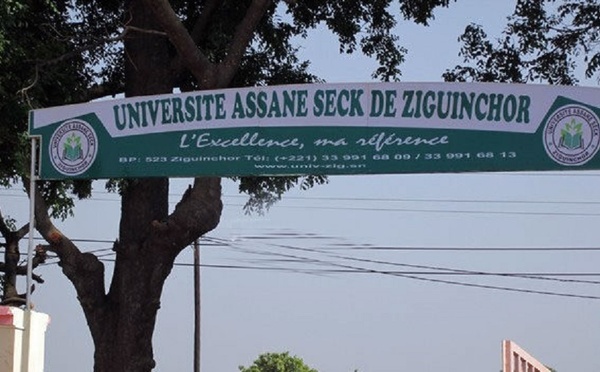 UNIVERSITE ASSANE SECK DE ZIGUINCHOR
L'Excellence, ma référence
BP: 523 Ziguinchor Tél: (+221) 33 991 68 09 / 33 991 68 13
www.univ-zig.sn